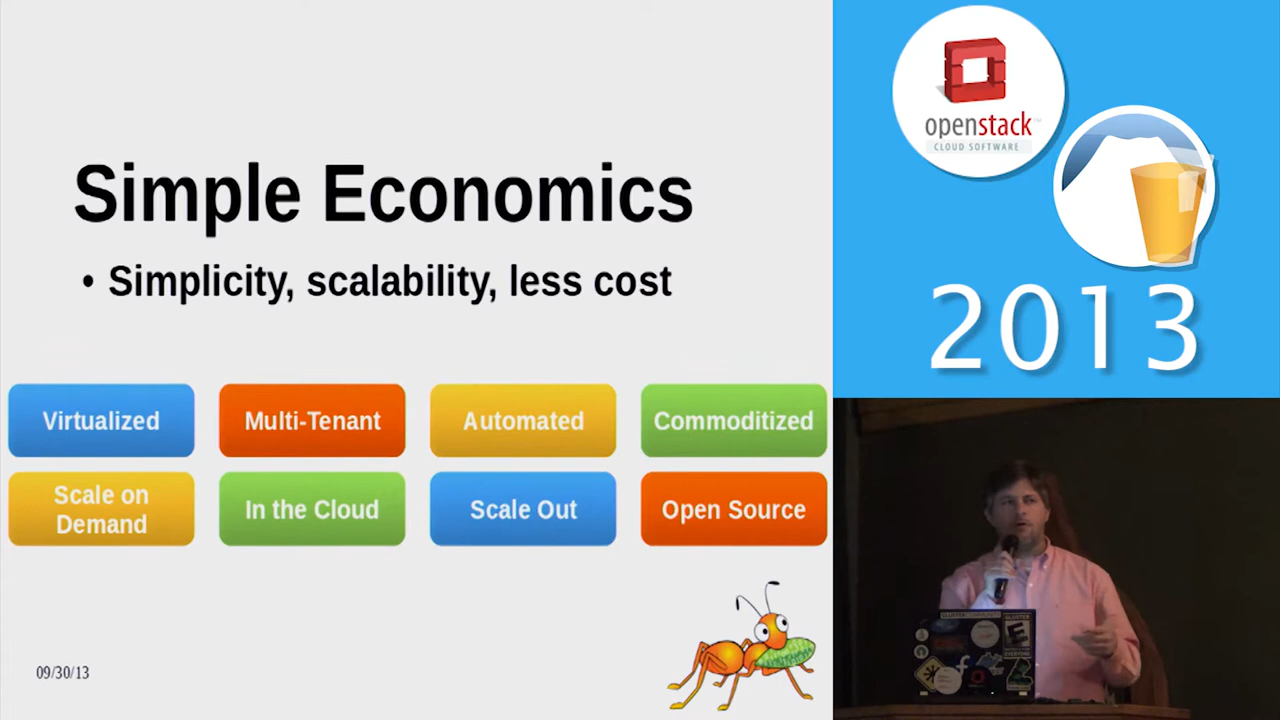 Simple Economics
• Simplicity, scalability, less cost
Virtualized
Multi-Tenant
Automated
Commoditized
Scale on
Demand
In the Cloud
Scale Out
Open Source
09/30/13
openstack
CLOUD SOFTWARE
2013
GLUSTER
E